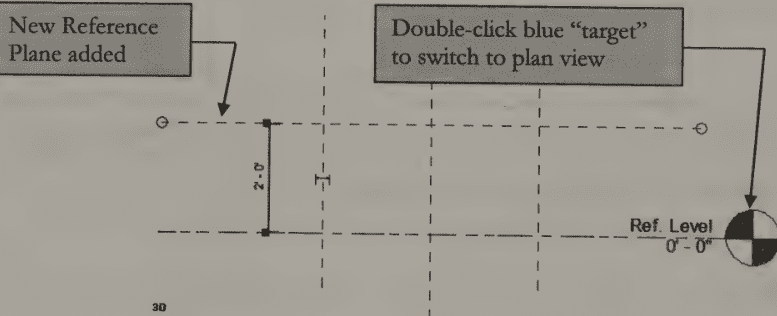 New Reference
Plane added
Double-click blue “target”
to switch to plan view
2' - 0"
Ref. Level
0' - 0"
30